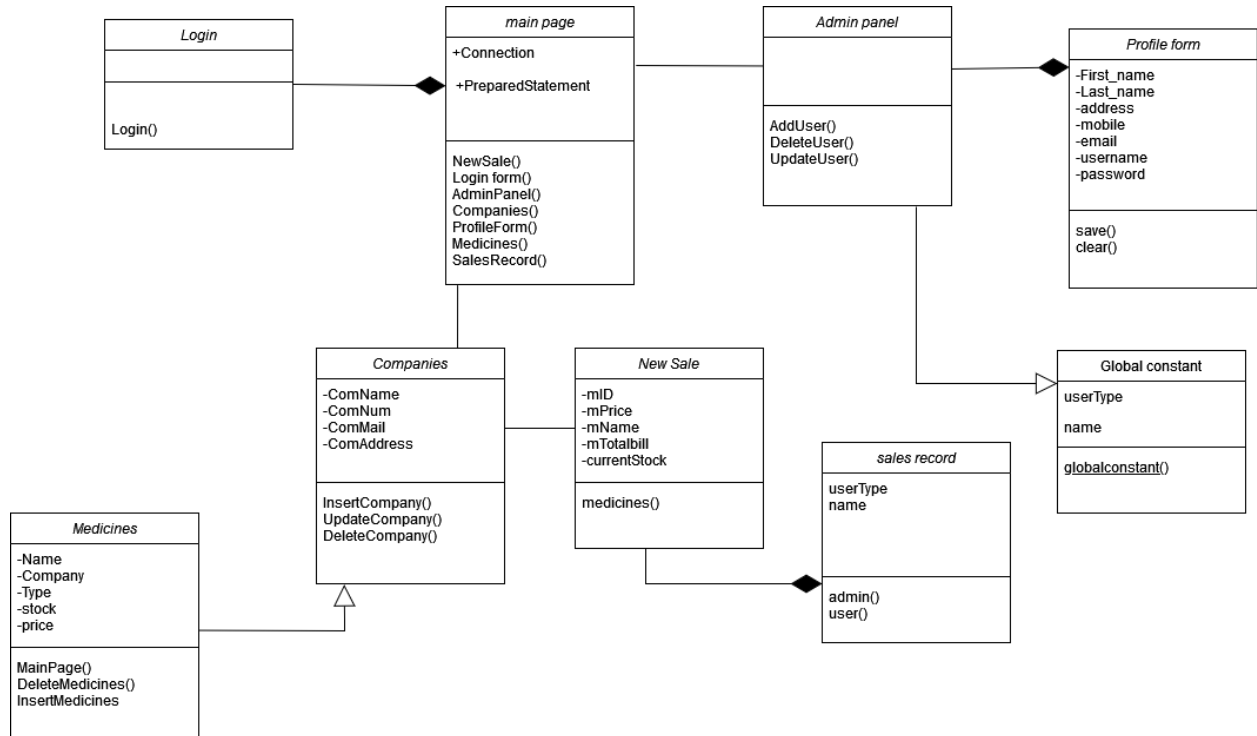 Login
Login()
main page
+Connection
+PreparedStatement
NewSale()
Login form()
AdminPanel()
Companies()
ProfileForm()
Medicines()
SalesRecord()
Admin panel
AddUser()
DeleteUser()
UpdateUser()
Profile form
-First_name
-Last_name
-address
-mobile
-email
-username
-password
save()
clear()
Companies
-ComName
-ComNum
-ComMail
-ComAddress
InsertCompany()
UpdateCompany()
DeleteCompany()
New Sale
-mID
-mPrice
-mName
-mTotalbill
-currentStock
medicines()
Global constant
userType
name
globalconstant()
sales record
userType
name
admin()
user()
Medicines
-Name
-Company
-Type
-stock
-price
MainPage()
DeleteMedicines()
InsertMedicines